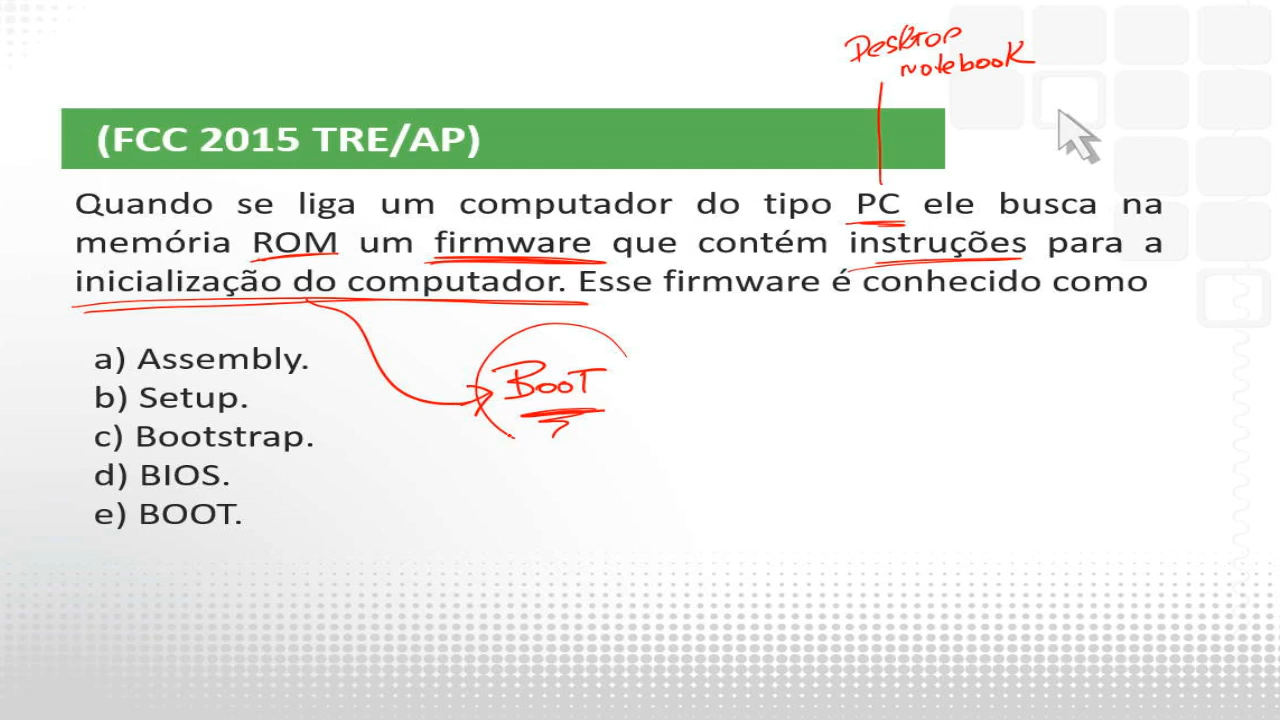 Desktop
notebook
(FCC 2015 TRE/AP)
Quando se liga um computador do tipo PC ele busca na
memória ROM um firmware que contém instruções para a
inicialização do computador. Esse firmware é conhecido como
a) Assembly.
BooT
b) Setup.
c) Bootstrap.
d) BIOS.
e) BOOT.